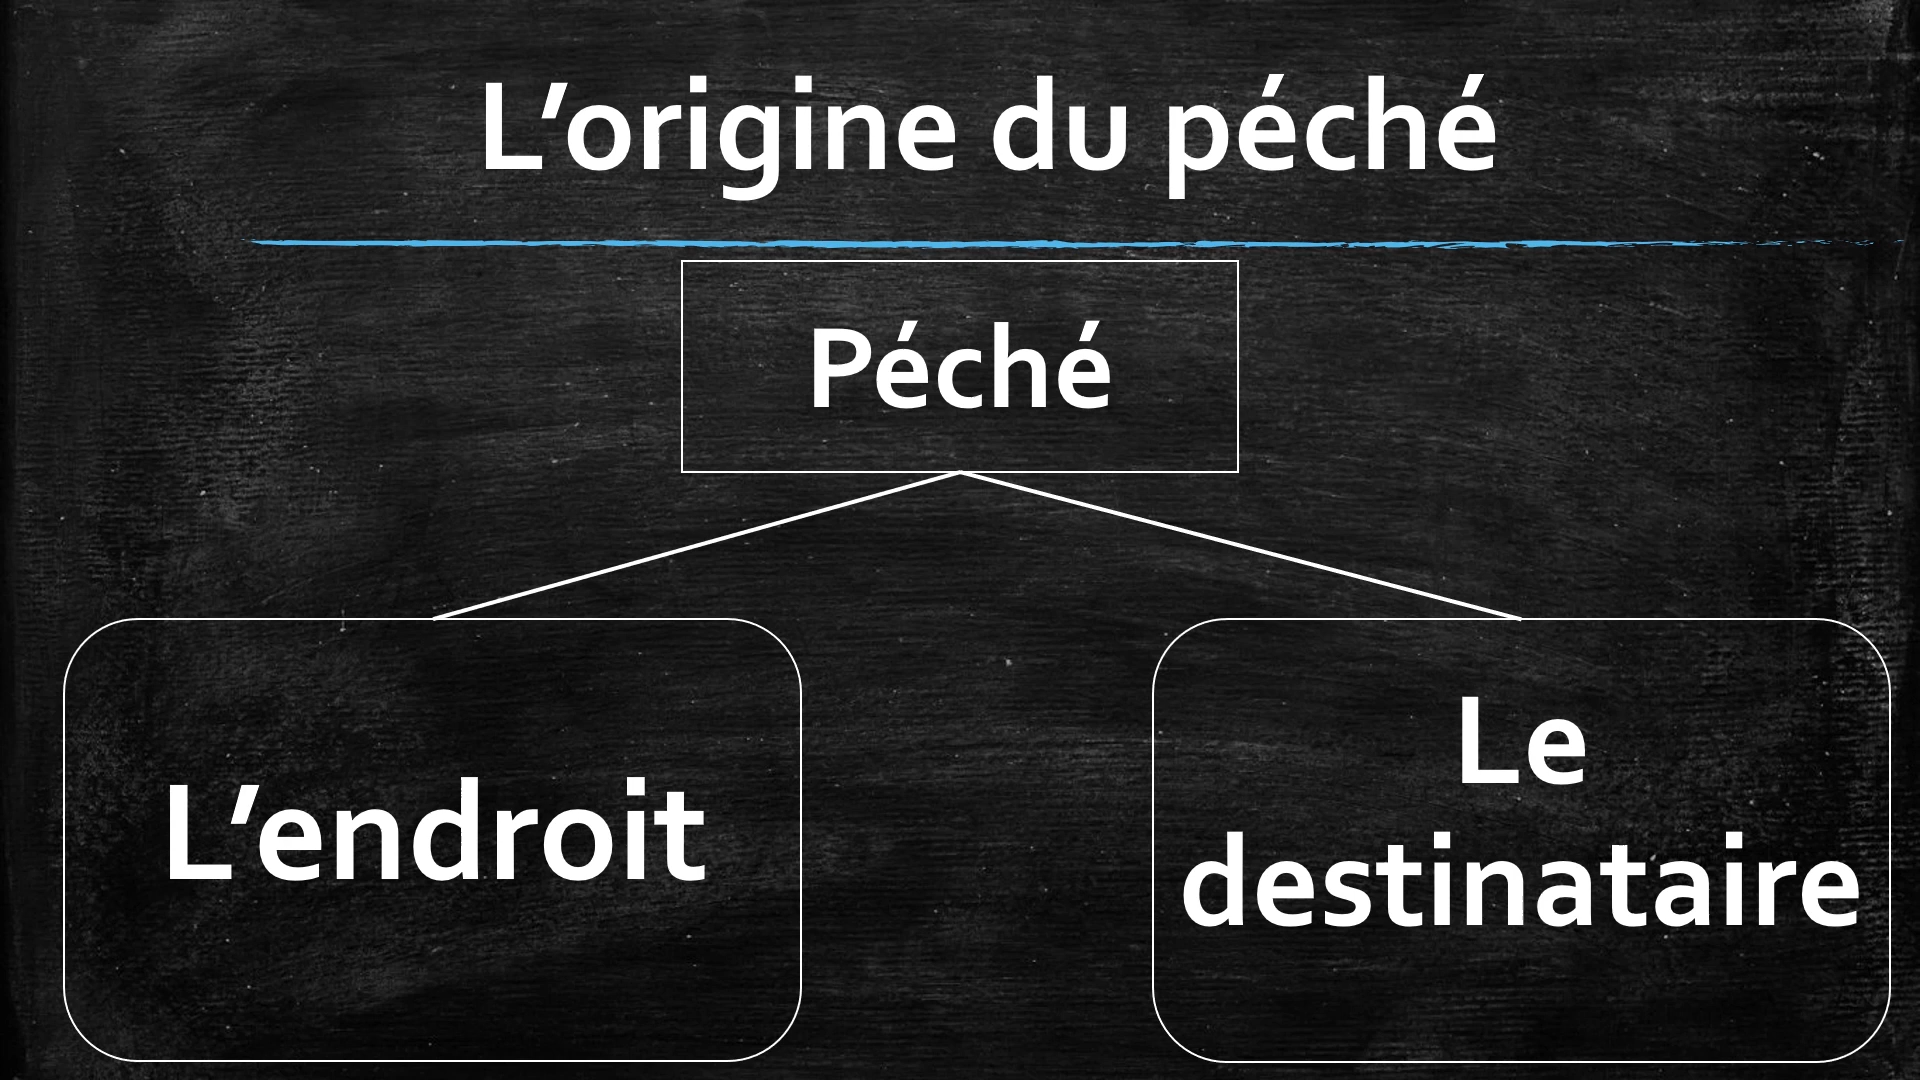 L’origine du péché
Péché
L’endroit
Le
destinataire